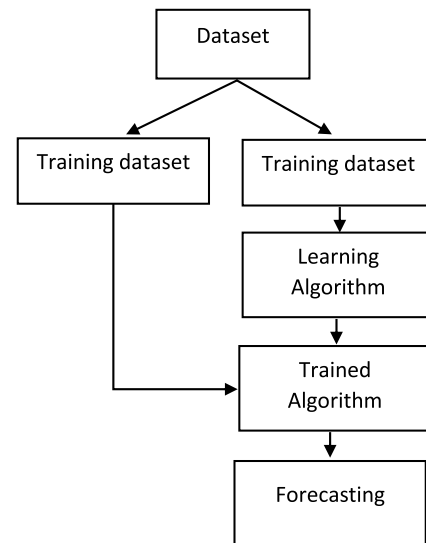 Dataset
Training dataset
Training dataset
Learning
Algorithm
Trained
Algorithm
Forecasting